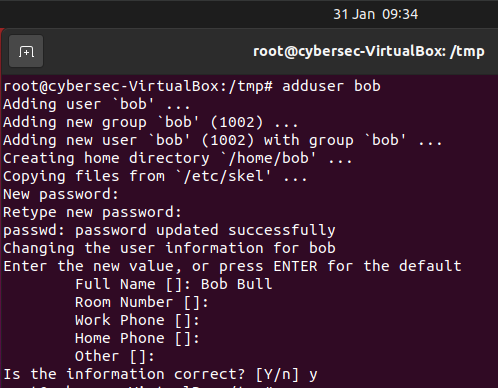 31 Jan 09:34
root@cybersec-VirtualBox: /tmp
root@cybersec-VirtualBox:/tmp# adduser bob
Adding user `bob' ...
Adding new group `bob' (1002) ...
Adding new user `bob' (1002) with group `bob' ...
Creating home directory `/home/bob' ...
Copying files from `/etc/skel' ...
New password:
Retype new password:
passwd: password updated successfully
Changing the user information for bob
Enter the new value, or press ENTER for the default
        Full Name []: Bob Bull
        Room Number []:
        Work Phone []:
        Home Phone []:
        Other []:
Is the information correct? [Y/n] y